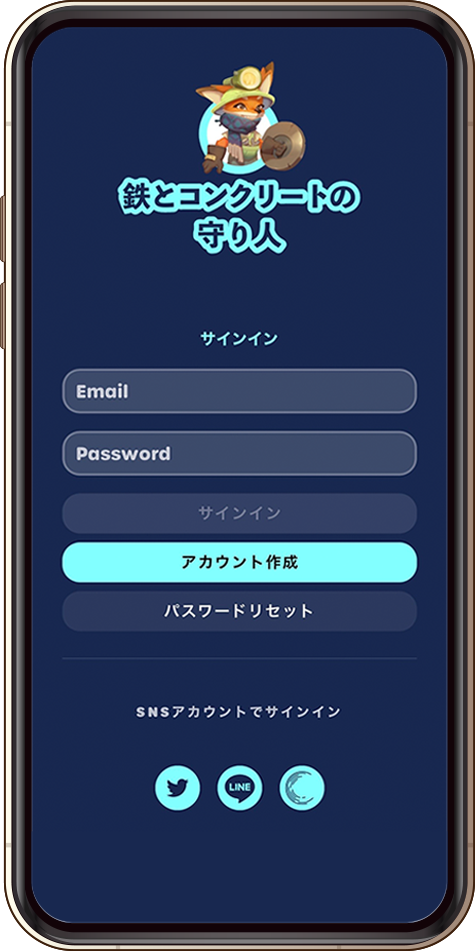 鉄とコンクリートの
守り人
サインイン
Email
Password
サインイン
アカウント作成
パスワードリセット
SNSアカウントでサインイン
LINE